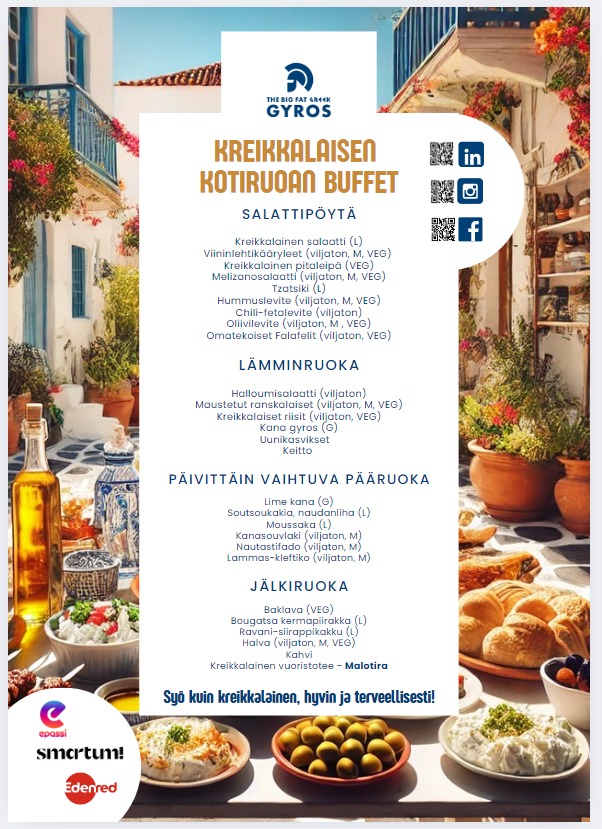 THE BIG FAT GREEK
GYROS
KREIKKALAISEN
KOTIRUOAN BUFFET
in
SALATTIPÖYTÄ
Kreikkalainen salaatti (L)
Viininlehtikääryleet (viljaton, M, VEG)
Kreikkalainen pitaleipä (VEG)
Melizanosalaatti (viljaton, M, VEG)
Tzatsiki (L)
Hummuslevite (viljaton, M, VEG)
Chili-fetalevite (viljaton)
Oliivilevite (viljaton, M , VEG)
Omatekoiset Falafelit (viljaton, VEG)
LÄMMINRUOKA
Halloumisalaatti (viljaton)
Maustetut ranskalaiset (viljaton, M, VEG)
Kreikkalaiset riisit (viljaton, VEG)
Kana gyros (G)
Uunikasvikset
Keitto
PÄIVITTÄIN VAIHTUVA PÄÄRUOKA
Lime kana (G)
Soutsoukakia, naudanliha (L)
Moussaka (L)
Kanasouvlaki (viljaton, M)
Nautastifado (viljaton, M)
Lammas-kleftiko (viljaton, M)
JÄLKIRUOKA
Baklava (VEG)
Bougatsa kermapiirakka (L)
Ravani-siirappikakku (L)
Halva (viljaton, M, VEG)
Kahvi
Kreikkalainen vuoristotee - Malotira
Syö kuin kreikkalainen, hyvin ja terveellisesti!
epassi
smartum!
Edenred